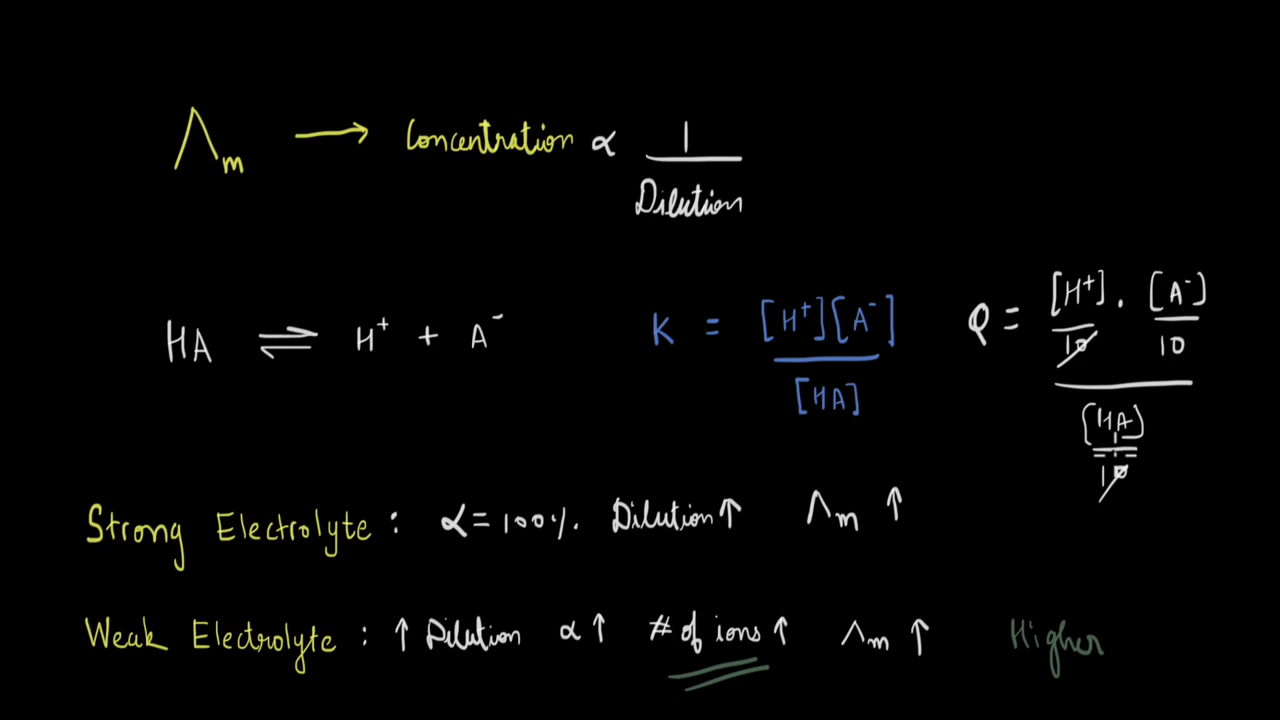 Λm → Concentration ∝ 1 / Dilution
HA ⇌ H⁺ + A⁻ K = [H⁺][A⁻] / [HA] Q = [H⁺]/10 . [A⁻]/10 / [HA]/10
Strong Electrolyte : α = 100%. Dilution ↑ Λm ↑
Weak Electrolyte : ↑ Dilution α ↑ # of ions ↑ Λm ↑ Higher